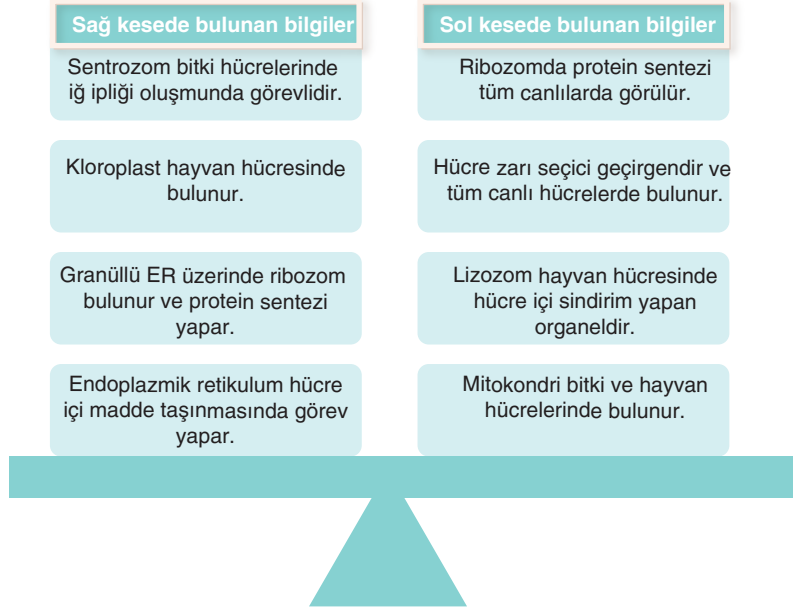 Sağ kesede bulunan bilgiler
Sentrozom bitki hücrelerinde
iğ ipliği oluşmunda görevlidir.
Kloroplast hayvan hücresinde
bulunur.
Granüllü ER üzerinde ribozom
bulunur ve protein sentezi
yapar.
Endoplazmik retikulum hücre
içi madde taşınmasında görev
yapar.
Sol kesede bulunan bilgiler
Ribozomda protein sentezi
tüm canlılarda görülür.
Hücre zarı seçici geçirgendir ve
tüm canlı hücrelerde bulunur.
Lizozom hayvan hücresinde
hücre içi sindirim yapan
organeldir.
Mitokondri bitki ve hayvan
hücrelerinde bulunur.